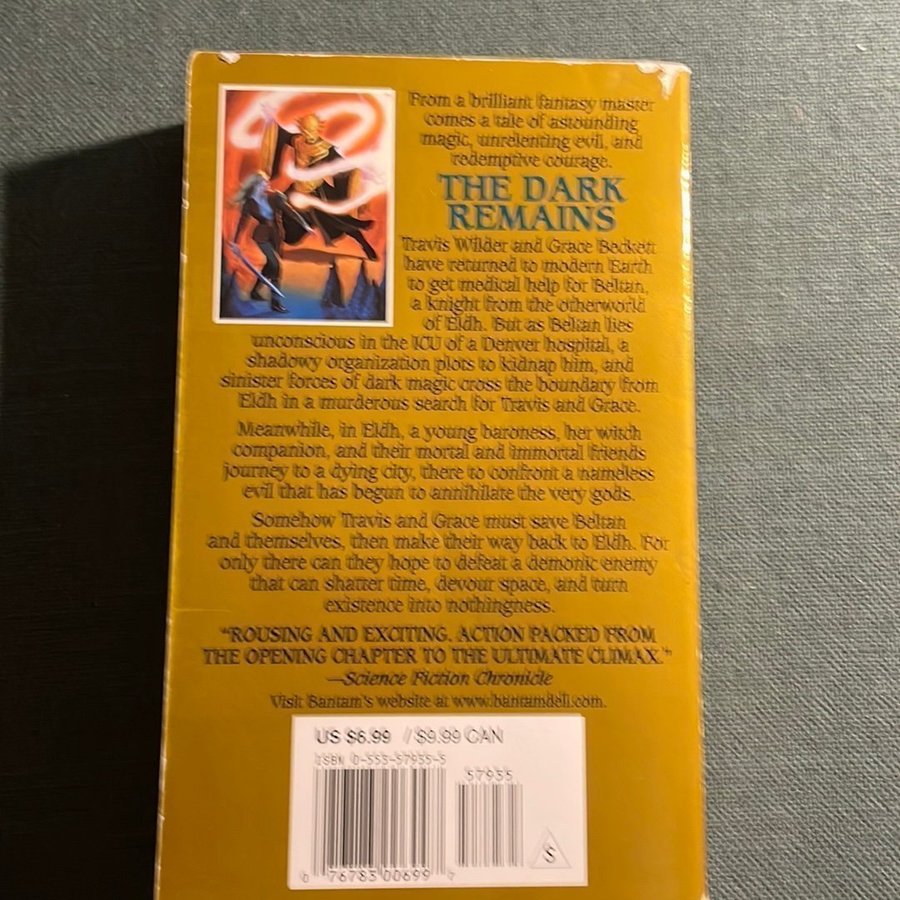 From a brilliant fantasy master
comes a tale of astounding
magic, unrelenting evil, and
redemptive courage.
THE DARK
REMAINS
Travis Wilder and Grace Beckett
have returned to modern Earth
to get medical help for Beltan,
a knight from the otherworld
of Eldh. But as Beltan lies
unconscious in the ICU of a Denver hospital, a
shadowy organization plots to kidnap him, and
sinister forces of dark magic cross the boundary from
Eldh in a murderous search for Travis and Grace.
Meanwhile, in Eldh, a young baroness, her witch
companion, and their mortal and immortal friends
journey to a dying city, there to confront a nameless
evil that has begun to annihilate the very gods.
Somehow Travis and Grace must save Beltan
and themselves, then make their way back to Eldh. For
only there can they hope to defeat a demonic enemy
that can shatter time, devour space, and turn
existence into nothingness.
"ROUSING AND EXCITING. ACTION PACKED FROM
THE OPENING CHAPTER TO THE ULTIMATE CLIMAX."
—Science Fiction Chronicle
Visit Bantam's website at www.bantamdell.com.
US $6.99 / $9.99 CAN
ISBN 0-553-57935-5
57935
S
0 76783 00699 7